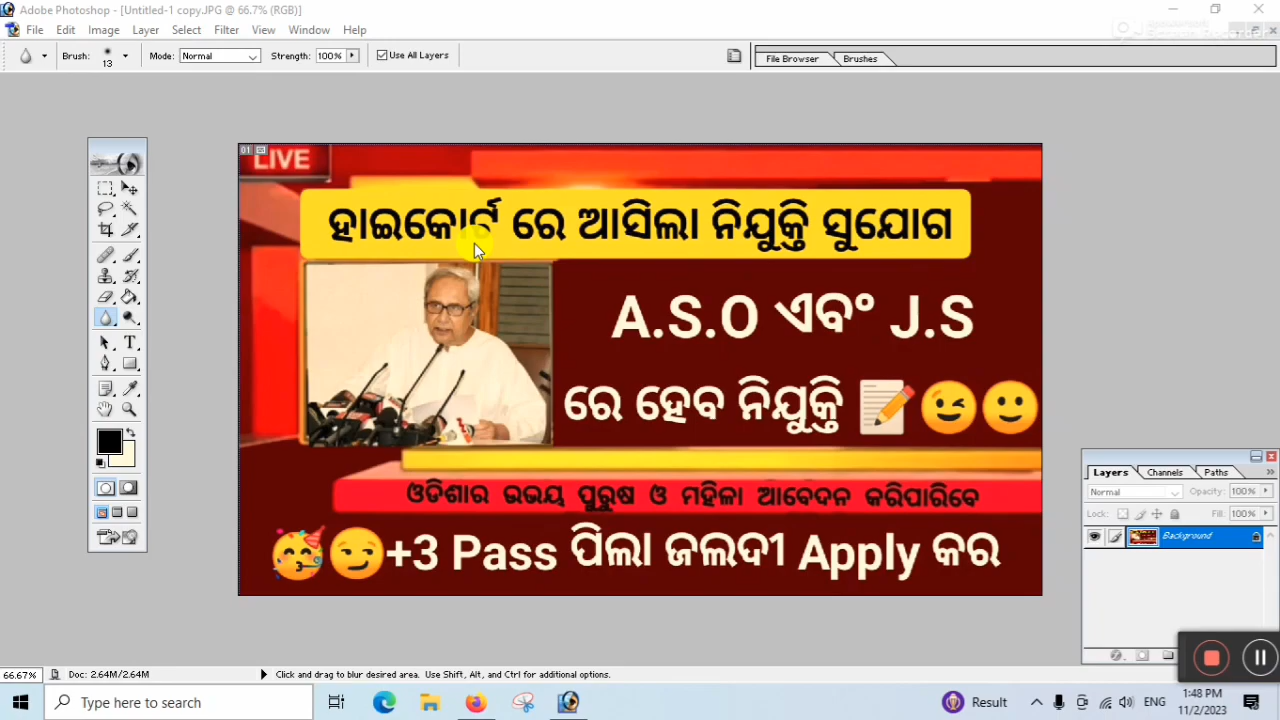 Adobe Photoshop - [Untitled-1 copy.JPG @ 66.7% (RGB)]
File Edit Image Layer Select Filter View Window Help
Brush: 13 Mode: Normal Strength: 100% Use All Layers File Browser Brushes
01
LIVE
ହାଇକୋର୍ଟ ରେ ଆସିଲା ନିଯୁକ୍ତି ସୁଯୋଗ
A.S.O ଏବଂ J.S
ରେ ହେବ ନିଯୁକ୍ତି 📝😉🙂
ଓଡିଶାର ଉଭୟ ପୁରୁଷ ଓ ମହିଳା ଆବେଦନ କରିପାରିବେ
🥳😏+3 Pass ପିଲା ଜଲଦୀ Apply କର
Layers Channels Paths
Normal Opacity: 100%
Lock: Fill: 100%
Background
66.67% Doc: 2.64M/2.64M Click and drag to blur desired area. Use Shift, Alt, and Ctrl for additional options.
Type here to search Result ENG 1:48 PM
11/2/2023